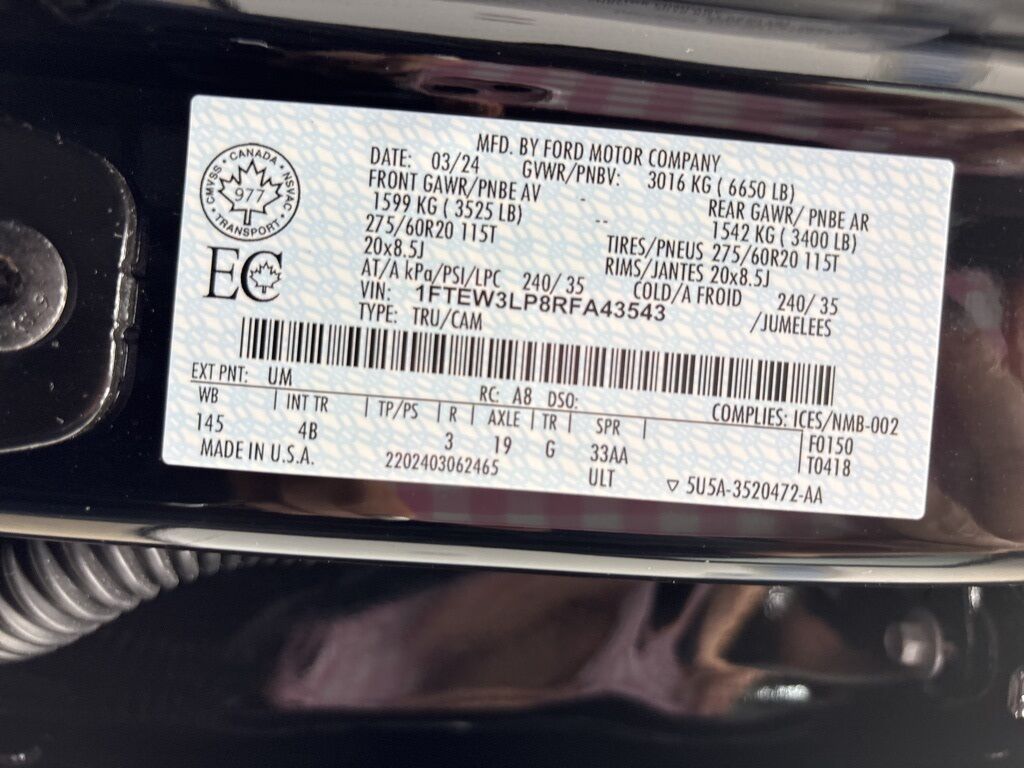 MFD. BY FORD MOTOR COMPANY
DATE: 03/24 GVWR/PNBV: 3016 KG ( 6650 LB)
FRONT GAWR/PNBE AV - REAR GAWR/ PNBE AR
1599 KG ( 3525 LB) -- 1542 KG ( 3400 LB)
275/60R20 115T TIRES/PNEUS 275/60R20 115T
20x8.5J RIMS/JANTES 20x8.5J
AT/A kPa/PSI/LPC 240/ 35 COLD/A FROID 240/ 35
VIN: 1FTEW3LP8RFA43543 /JUMELEES
TYPE: TRU/CAM
CANADA
CMVSS • NSVAC
977
TRANSPORT
EC
EXT PNT: UM RC: A8 DSO: COMPLIES: ICES/NMB-002
WB | INT TR | TP/PS | R | AXLE | TR | SPR | F0150
145 4B 3 19 G 33AA T0418
MADE IN U.S.A. 2202403062465 ULT ▽ 5U5A-3520472-AA